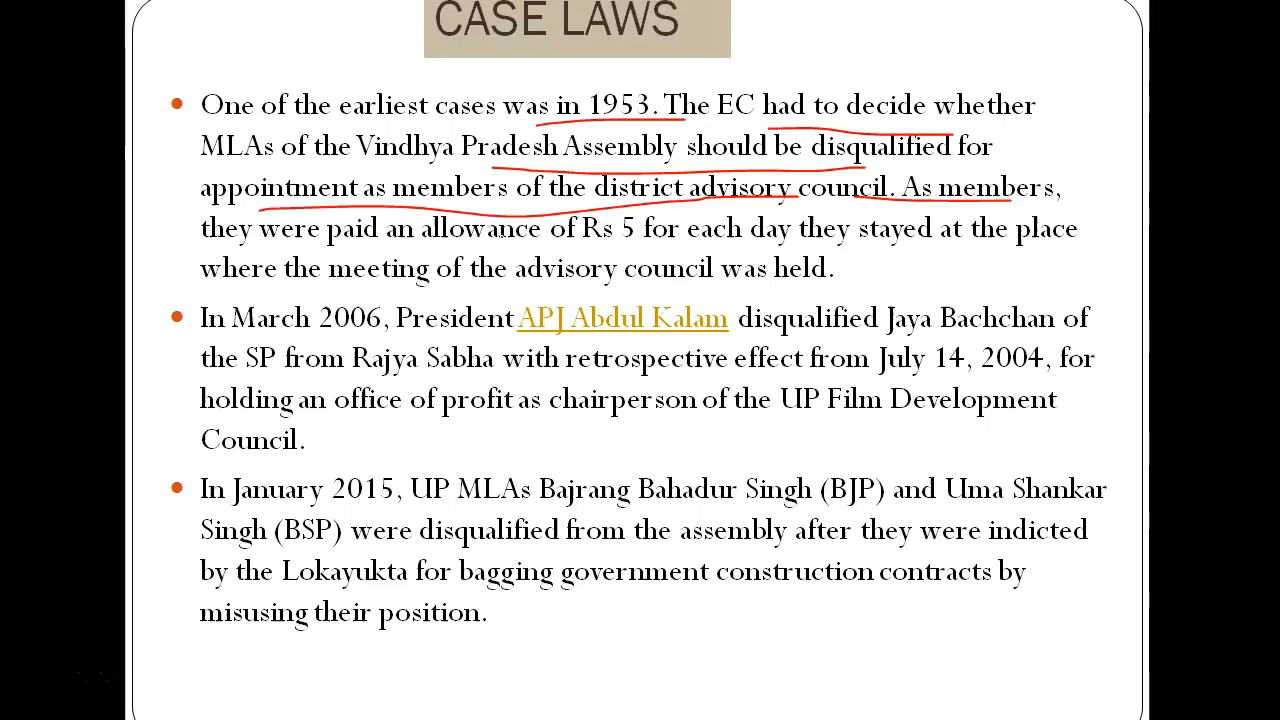 CASE LAWS
• One of the earliest cases was in 1953. The EC had to decide whether
MLAs of the Vindhya Pradesh Assembly should be disqualified for
appointment as members of the district advisory council. As members,
they were paid an allowance of Rs 5 for each day they stayed at the place
where the meeting of the advisory council was held.
• In March 2006, President APJ Abdul Kalam disqualified Jaya Bachchan of
the SP from Rajya Sabha with retrospective effect from July 14, 2004, for
holding an office of profit as chairperson of the UP Film Development
Council.
• In January 2015, UP MLAs Bajrang Bahadur Singh (BJP) and Uma Shankar
Singh (BSP) were disqualified from the assembly after they were indicted
by the Lokayukta for bagging government construction contracts by
misusing their position.